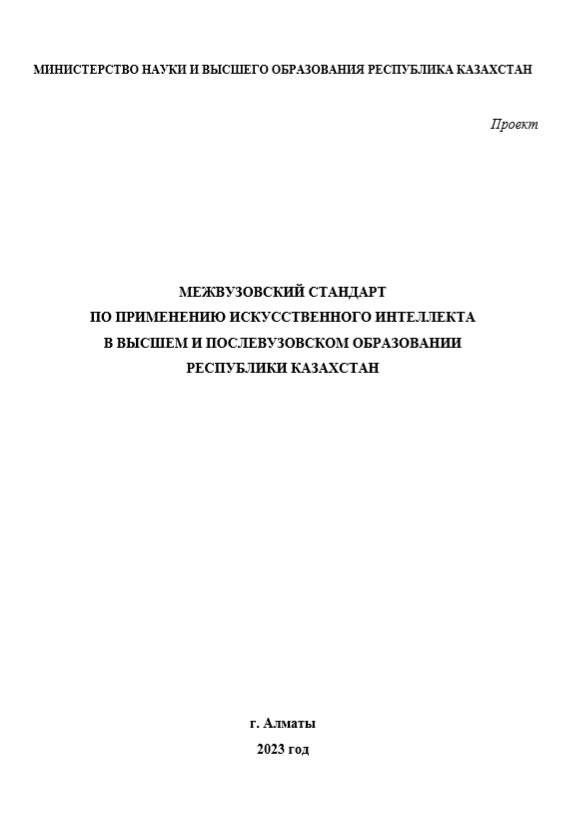 МИНИСТЕРСТВО НАУКИ И ВЫСШЕГО ОБРАЗОВАНИЯ РЕСПУБЛИКА КАЗАХСТАН
Проект
МЕЖВУЗОВСКИЙ СТАНДАРТ
ПО ПРИМЕНЕНИЮ ИСКУССТВЕННОГО ИНТЕЛЛЕКТА
В ВЫСШЕМ И ПОСЛЕВУЗОВСКОМ ОБРАЗОВАНИИ
РЕСПУБЛИКИ КАЗАХСТАН
г. Алматы
2023 год